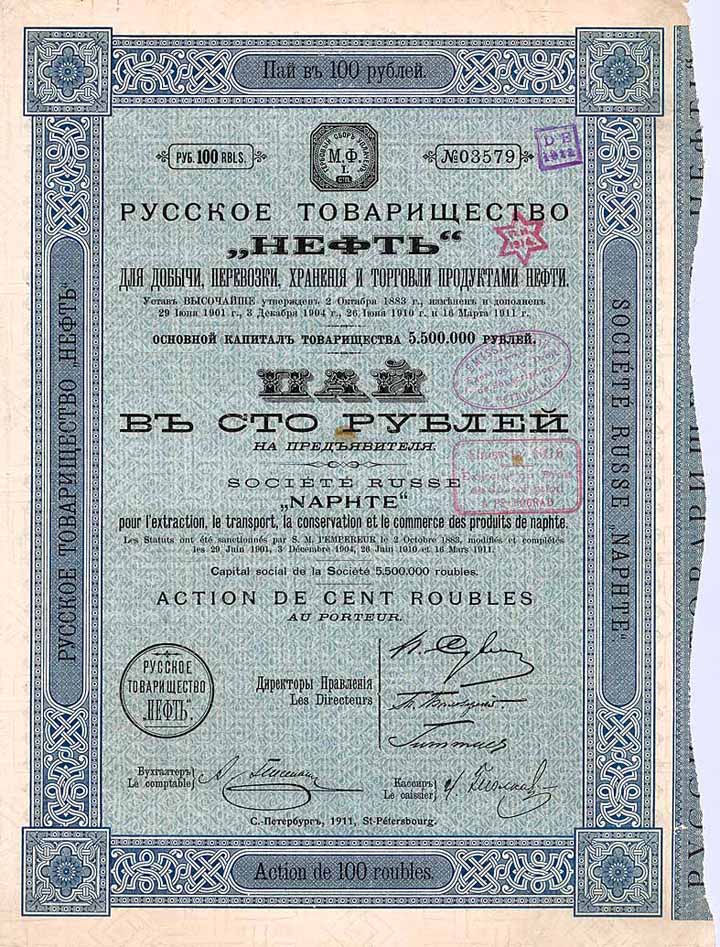 Пай въ 100 рублей.
РУБ. 100 RBLS.
ГЕРБОВЫЙ СБОРЪ УПЛАЧЕНЪ
М.Ф.
1.
СПБ.
№03579
D.E
1912
РУССКОЕ ТОВАРИЩЕСТВО
„НЕФТЬ“
ДЛЯ ДОБЫЧИ, ПЕРЕВОЗКИ, ХРАНЕНІЯ И ТОРГОВЛИ ПРОДУКТАМИ НЕФТИ.
Уставъ ВЫСОЧАЙШЕ утвержденъ 2 Октября 1883 г., измѣненъ и дополненъ
29 Іюня 1901 г., 3 Декабря 1904 г., 26 Іюня 1910 г. и 16 Марта 1911 г.
ОСНОВНОЙ КАПИТАЛЪ ТОВАРИЩЕСТВА 5.500.000 РУБЛЕЙ.
ПАЙ
ВЪ СТО РУБЛЕЙ
НА ПРЕДЪЯВИТЕЛЯ.
SOCIÉTÉ RUSSE
„NAPHTE“
pour l'extraction, le transport, la conservation et le commerce des produits de naphte.
Les Statuts ont été sanctionnés par S. M. l'EMPEREUR le 2 Octobre 1883, modifiés et complétés
les 29 Juin 1901, 3 Décembre 1904, 26 Juin 1910 et 16 Mars 1911.
Capital social de la Société 5.500.000 roubles.
ACTION DE CENT ROUBLES
AU PORTEUR.
РУССКОЕ
ТОВАРИЩЕСТВО
„НЕФТЬ“.
Директоры Правленія
Les Directeurs
Бухгалтеръ
Le comptable
Кассиръ
Le caissier
С.-Петербургъ, 1911, St-Pétersbourg.
Action de 100 roubles.
РУССКОЕ ТОВАРИЩЕСТВО „НЕФТЬ“
SOCIÉTÉ RUSSE NAPHTE“